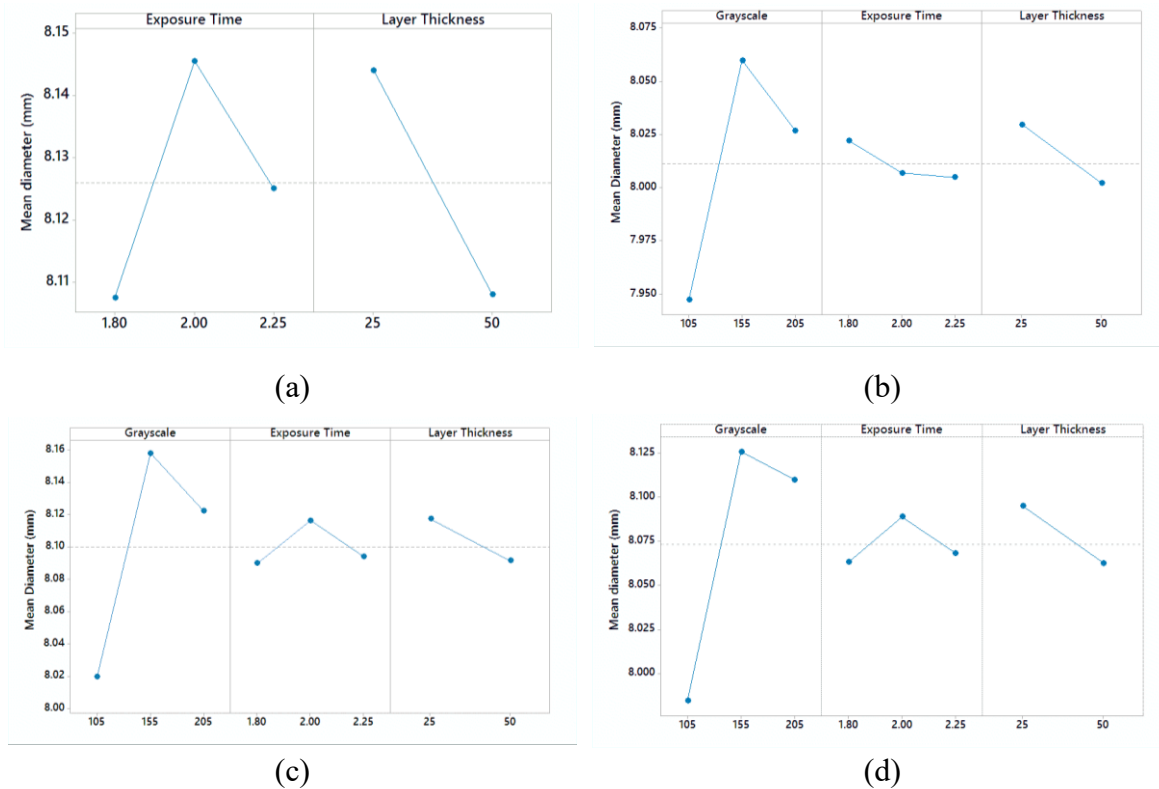 Exposure Time Layer Thickness
8.15
8.14
8.13
8.12
8.11
Mean diameter (mm)
1.80 2.00 2.25 25 50
(a)
Grayscale Exposure Time Layer Thickness
8.075
8.050
8.025
8.000
7.975
7.950
Mean Diameter (mm)
105 155 205 1.80 2.00 2.25 25 50
(b)
Grayscale Exposure Time Layer Thickness
8.16
8.14
8.12
8.10
8.08
8.06
8.04
8.02
8.00
Mean Diameter (mm)
105 155 205 1.80 2.00 2.25 25 50
(c)
Grayscale Exposure Time Layer Thickness
8.125
8.100
8.075
8.050
8.025
8.000
Mean diameter (mm)
105 155 205 1.80 2.00 2.25 25 50
(d)